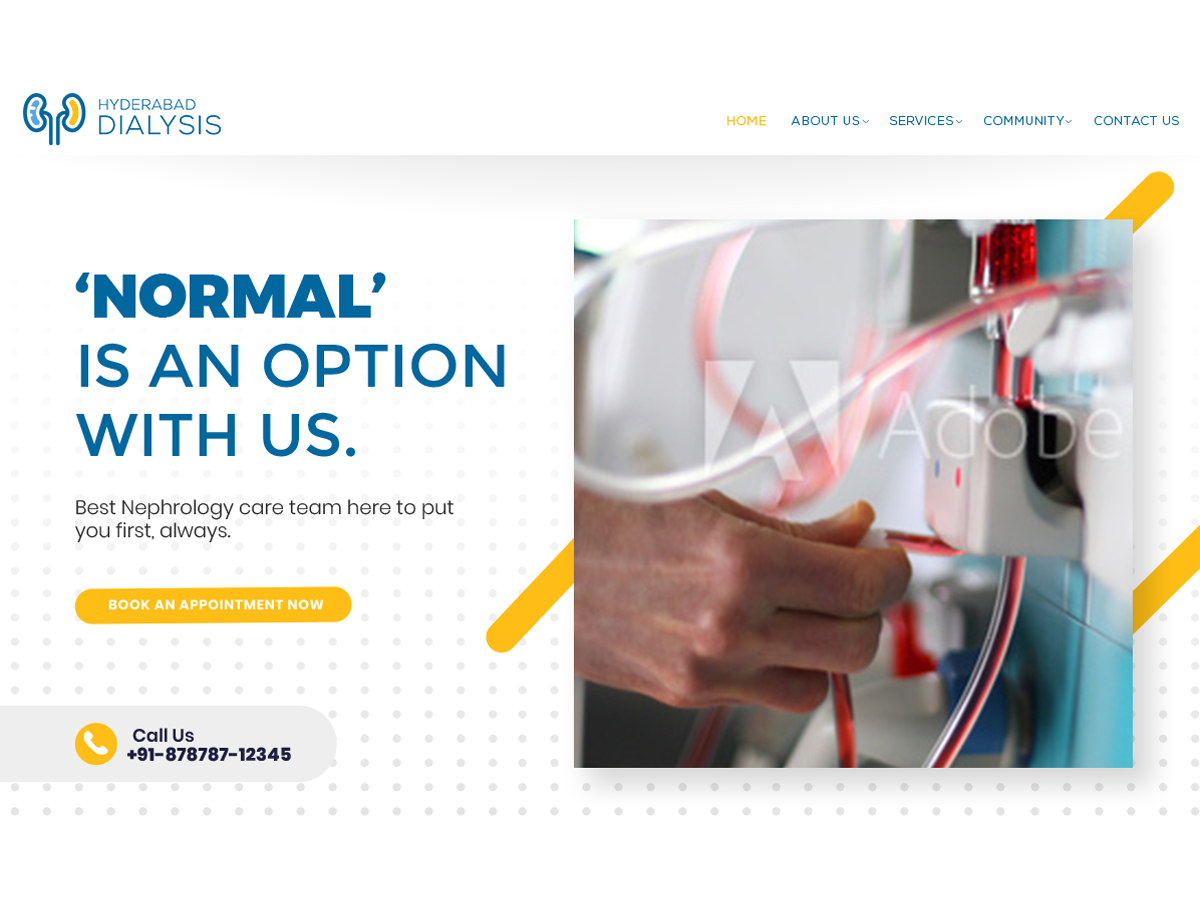 HYDERABAD
DIALYSIS
HOME ABOUT US SERVICES COMMUNITY CONTACT US
‘NORMAL’
IS AN OPTION
WITH US.
Adobe
Best Nephrology care team here to put
you first, always.
BOOK AN APPOINTMENT NOW
Call Us
+91-878787-12345